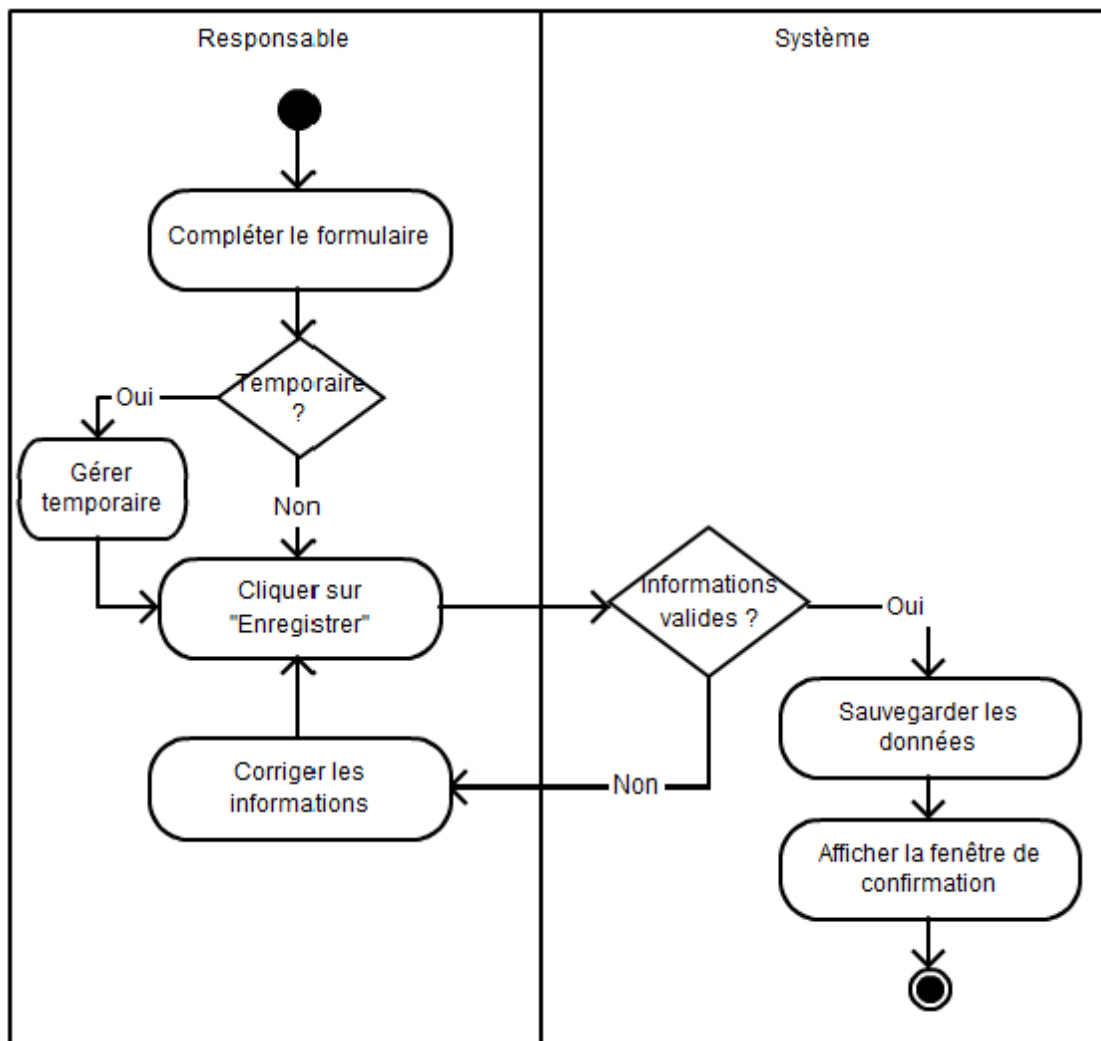 Responsable
Système
Compléter le formulaire
Temporaire
?
Oui
Gérer
temporaire
Non
Cliquer sur
"Enregistrer"
Informations
valides ?
Oui
Sauvegarder les
données
Corriger les
informations
Non
Afficher la fenêtre de
confirmation